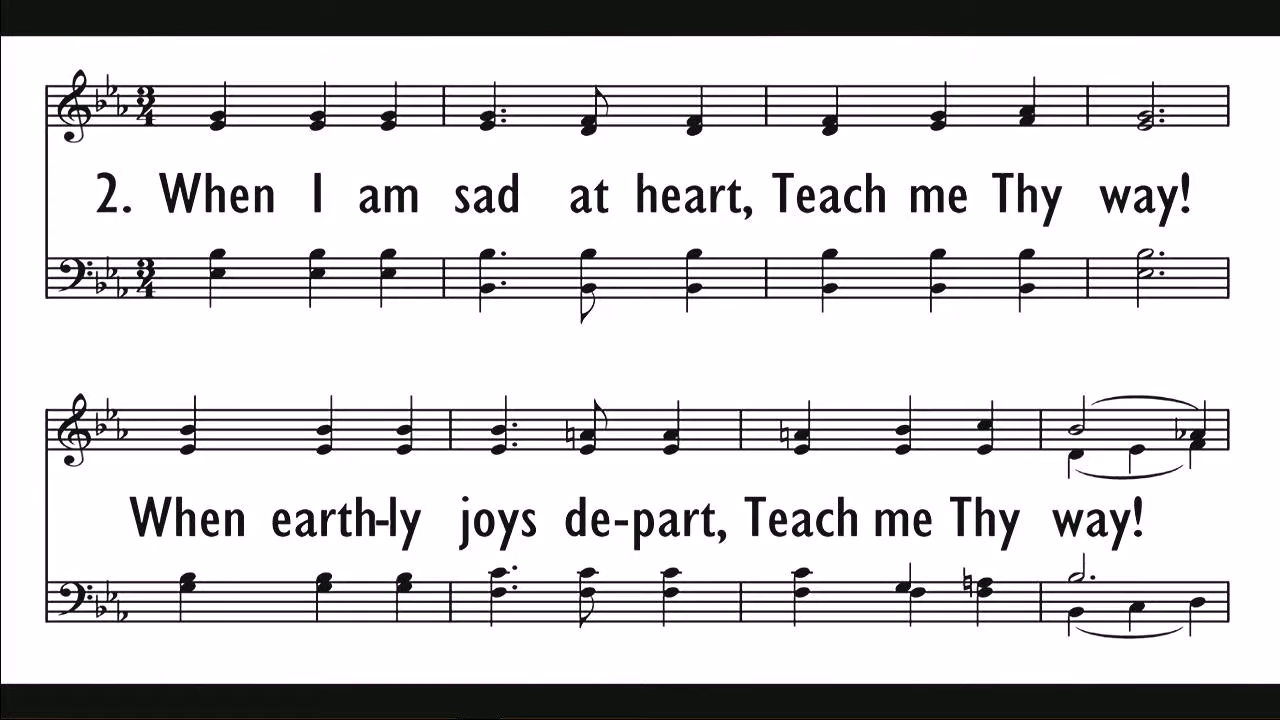 2. When I am sad at heart, Teach me Thy way!
When earth-ly joys de-part, Teach me Thy way!